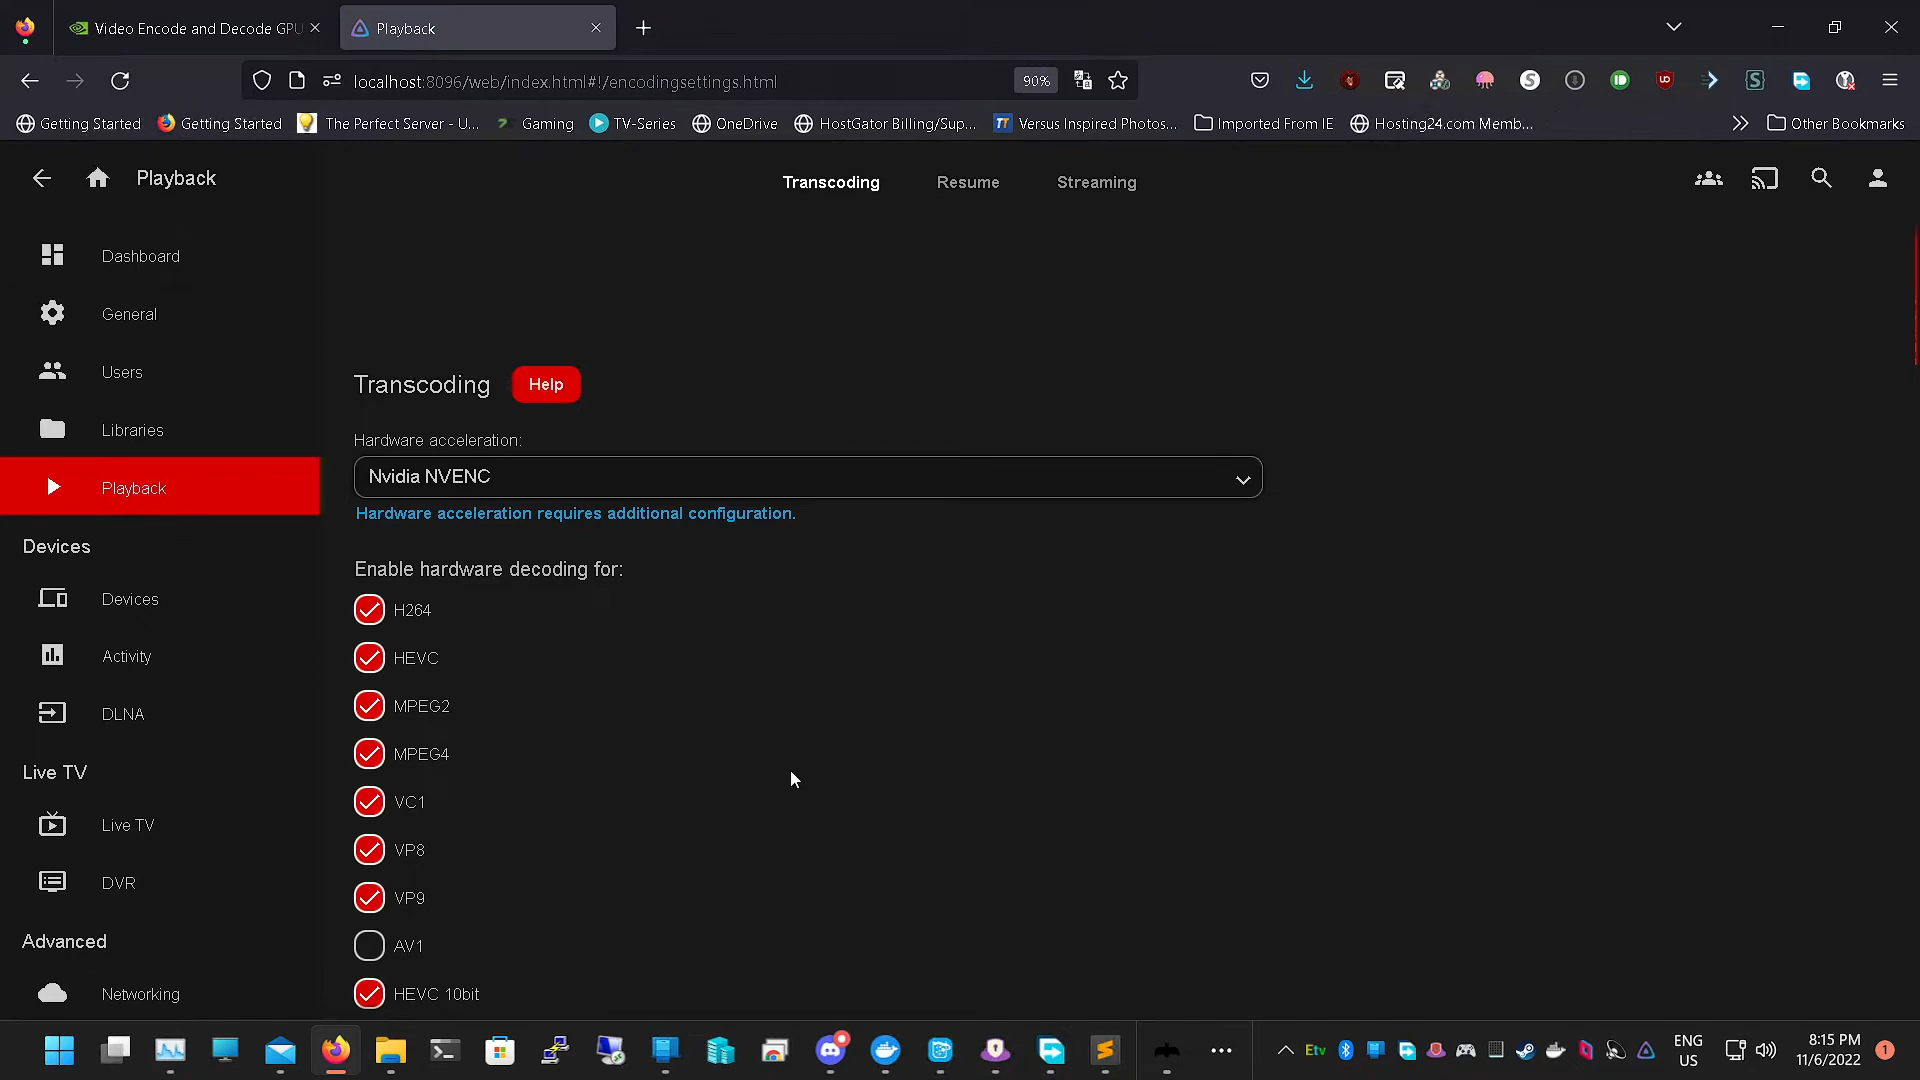 Video Encode and Decode GPU
Playback
localhost:8096/web/index.html#!/encodingsettings.html
90%
Getting Started
Getting Started
The Perfect Server - U...
Gaming
TV-Series
OneDrive
HostGator Billing/Sup...
Versus Inspired Photos...
Imported From IE
Hosting24.com Memb...
Other Bookmarks
Playback
Transcoding
Resume
Streaming
Dashboard
General
Users
Libraries
Playback
Devices
Devices
Activity
DLNA
Live TV
Live TV
DVR
Advanced
Networking
Transcoding
Help
Hardware acceleration:
Nvidia NVENC
Hardware acceleration requires additional configuration.
Enable hardware decoding for:
H264
HEVC
MPEG2
MPEG4
VC1
VP8
VP9
AV1
HEVC 10bit
Etv
ENG
US
8:15 PM
11/6/2022
1